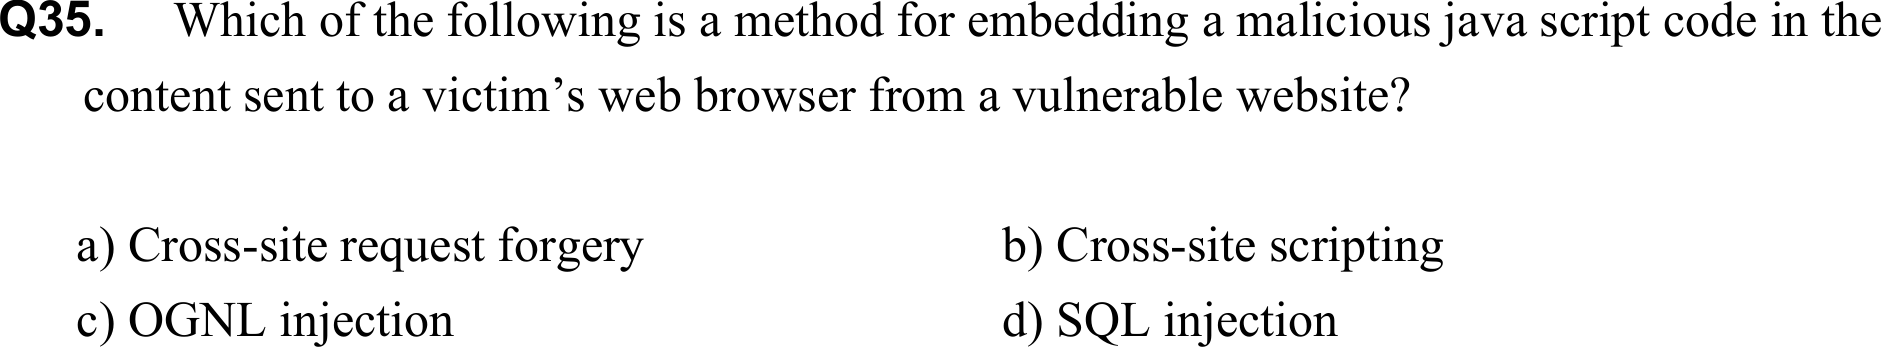 Q35. Which of the following is a method for embedding a malicious java script code in the
content sent to a victim’s web browser from a vulnerable website?
a) Cross-site request forgery b) Cross-site scripting
c) OGNL injection d) SQL injection